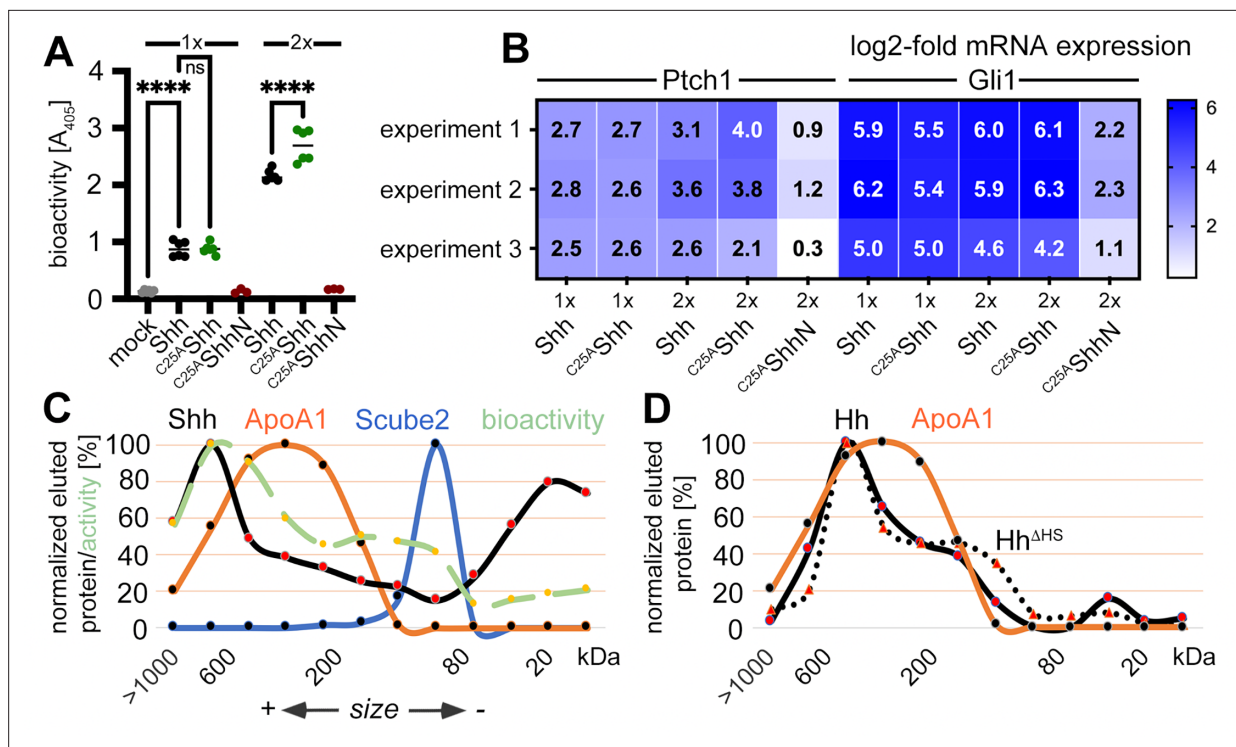 A
1x
2x
ns
****
****
bioactivity [A405]
4
3
2
1
0
mock
Shh
C25AShh
C25AShhN
Shh
C25AShh
C25AShhN
B
log2-fold mRNA expression
Ptch1
Gli1
experiment 1
2.7 2.7 3.1 4.0 0.9 5.9 5.5 6.0 6.1 2.2
experiment 2
2.8 2.6 3.6 3.8 1.2 6.2 5.4 5.9 6.3 2.3
experiment 3
2.5 2.6 2.6 2.1 0.3 5.0 5.0 4.6 4.2 1.1
1x 1x 2x 2x 2x 1x 1x 2x 2x 2x
Shh
C25AShh
Shh
C25AShh
C25AShhN
Shh
C25AShh
Shh
C25AShh
C25AShhN
6
4
2
C
Shh ApoA1 Scube2 bioactivity
normalized eluted
protein/activity [%]
100
80
60
40
20
0
>1000 600 200 80 20 kDa
+ size -
D
Hh ApoA1
HhΔHS
normalized eluted
protein [%]
100
80
60
40
20
0
>1000 600 200 80 20 kDa